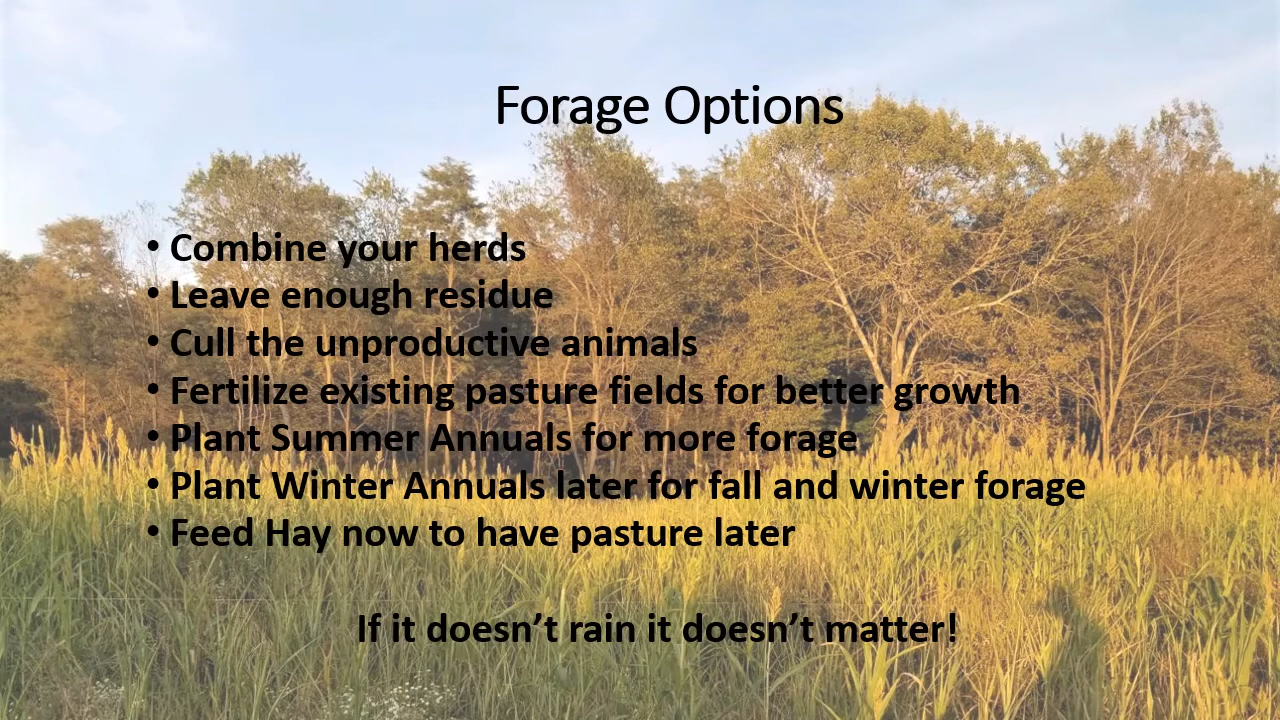 Forage Options
• Combine your herds
• Leave enough residue
• Cull the unproductive animals
• Fertilize existing pasture fields for better growth
• Plant Summer Annuals for more forage
• Plant Winter Annuals later for fall and winter forage
• Feed Hay now to have pasture later
If it doesn’t rain it doesn’t matter!